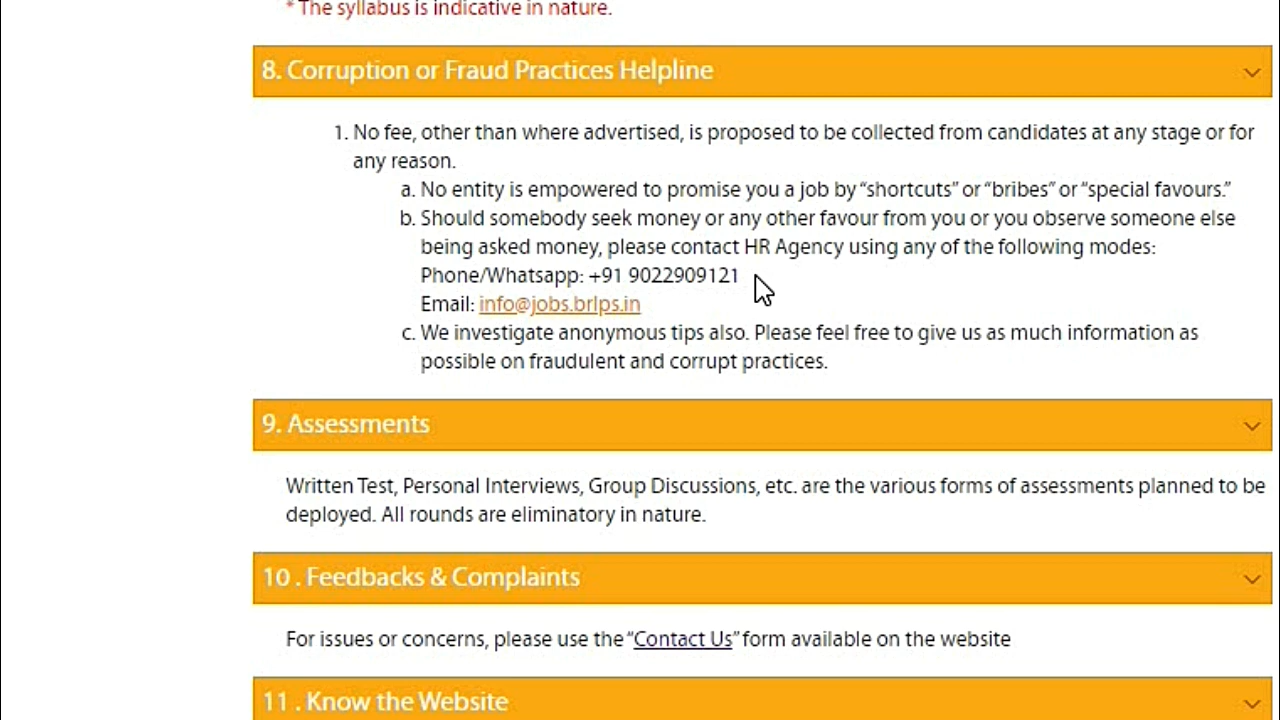 * The syllabus is indicative in nature.
8. Corruption or Fraud Practices Helpline
1. No fee, other than where advertised, is proposed to be collected from candidates at any stage or for
any reason.
a. No entity is empowered to promise you a job by “shortcuts” or “bribes” or “special favours.”
b. Should somebody seek money or any other favour from you or you observe someone else
being asked money, please contact HR Agency using any of the following modes:
Phone/Whatsapp: +91 9022909121
Email: info@jobs.brlps.in
c. We investigate anonymous tips also. Please feel free to give us as much information as
possible on fraudulent and corrupt practices.
9. Assessments
Written Test, Personal Interviews, Group Discussions, etc. are the various forms of assessments planned to be
deployed. All rounds are eliminatory in nature.
10 . Feedbacks & Complaints
For issues or concerns, please use the “Contact Us” form available on the website
11 . Know the Website